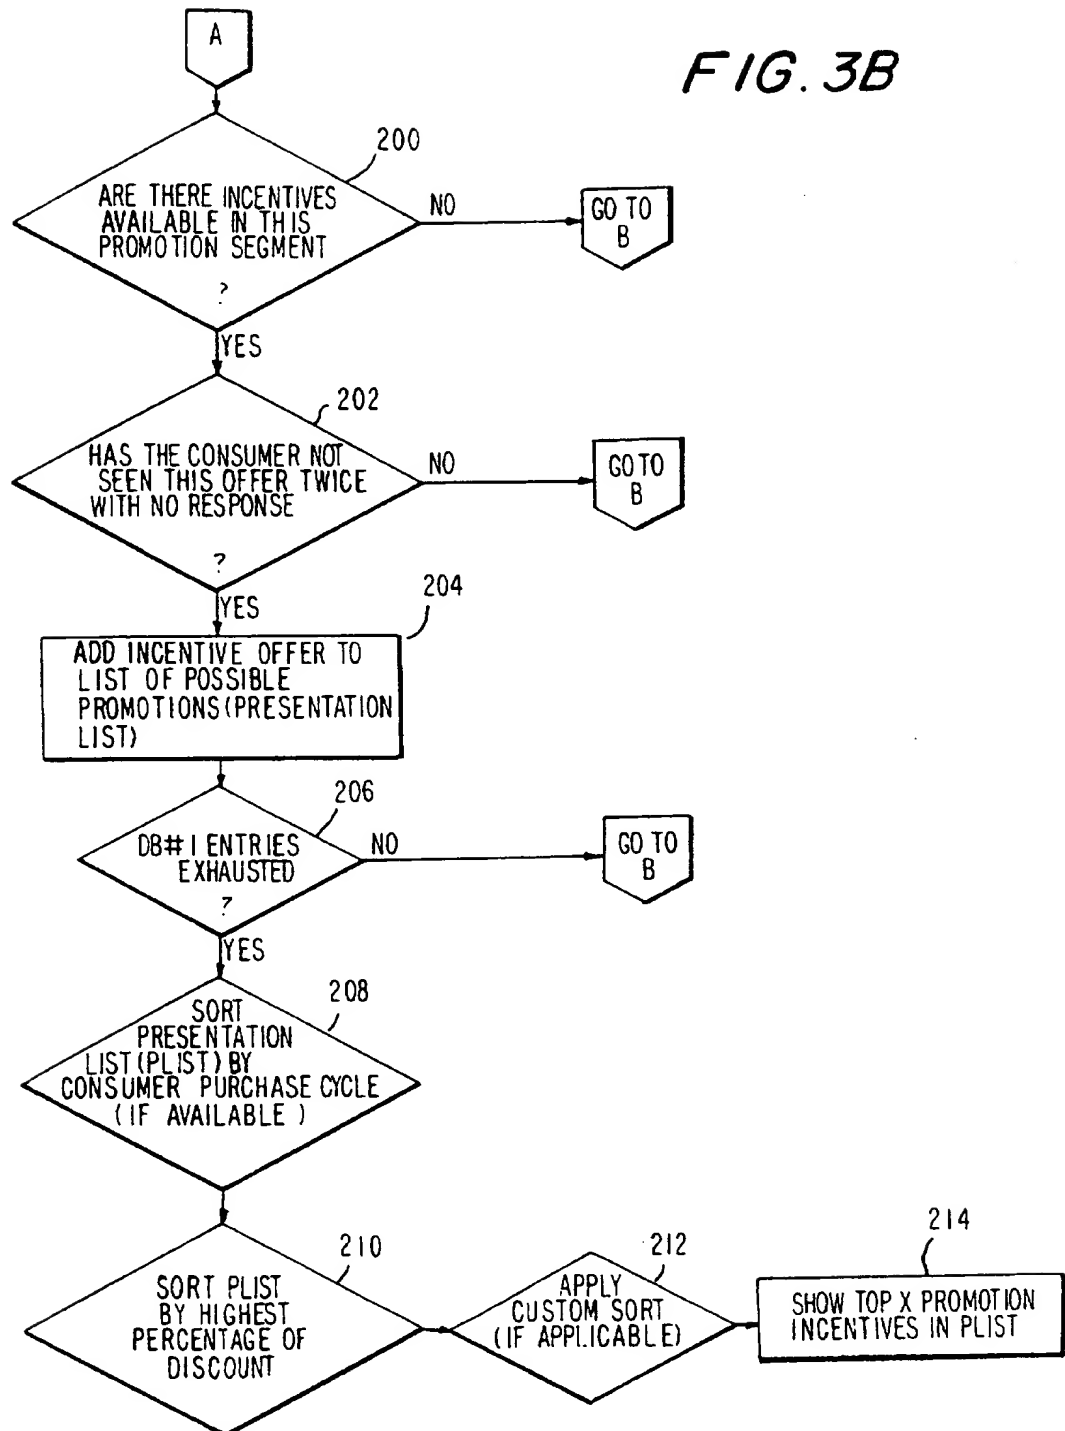 A
FIG. 3B
200
ARE THERE INCENTIVES
AVAILABLE IN THIS
PROMOTION SEGMENT
?
NO
GO TO
B
YES
202
HAS THE CONSUMER NOT
SEEN THIS OFFER TWICE
WITH NO RESPONSE
?
NO
GO TO
B
YES
204
ADD INCENTIVE OFFER TO
LIST OF POSSIBLE
PROMOTIONS (PRESENTATION
LIST)
206
DB#1 ENTRIES
EXHAUSTED
?
NO
GO TO
B
YES
208
SORT
PRESENTATION
LIST (PLIST) BY
CONSUMER PURCHASE CYCLE
(IF AVAILABLE)
210
SORT PLIST
BY HIGHEST
PERCENTAGE OF
DISCOUNT
212
APPLY
CUSTOM SORT
(IF APPLICABLE)
214
SHOW TOP X PROMOTION
INCENTIVES IN PLIST